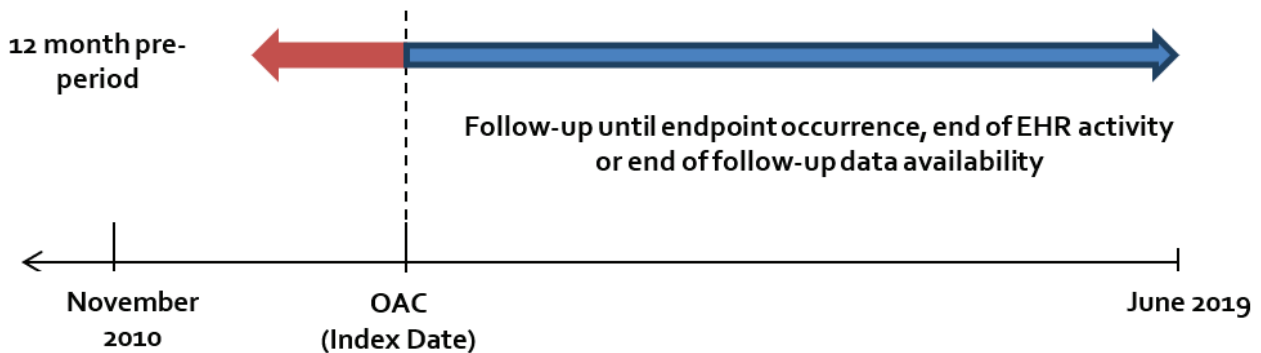 12 month pre-
period
Follow-up until endpoint occurrence, end of EHR activity
or end of follow-up data availability
November
2010
OAC
(Index Date)
June 2019